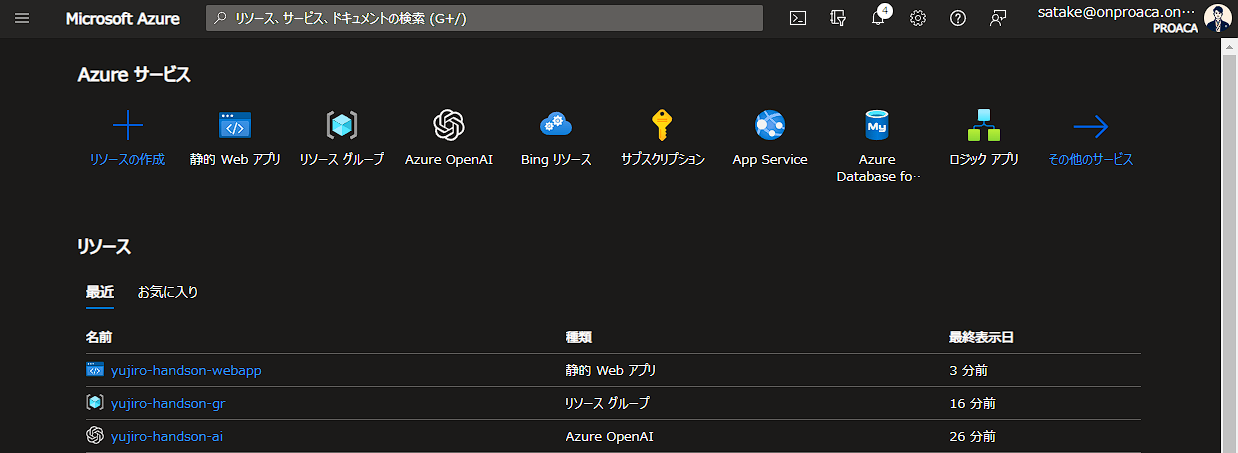 Microsoft Azure
リソース、サービス、ドキュメントの検索 (G+/)
4
satake@onproaca.on…
PROACA
Azure サービス
リソースの作成
静的 Web アプリ
リソース グループ
Azure OpenAI
Bing リソース
サブスクリプション
App Service
Azure
Database fo…
ロジック アプリ
その他のサービス
My
リソース
最近 お気に入り
名前 種類 最終表示日
yujiro-handson-webapp 静的 Web アプリ 3 分前
yujiro-handson-gr リソース グループ 16 分前
yujiro-handson-ai Azure OpenAI 26 分前